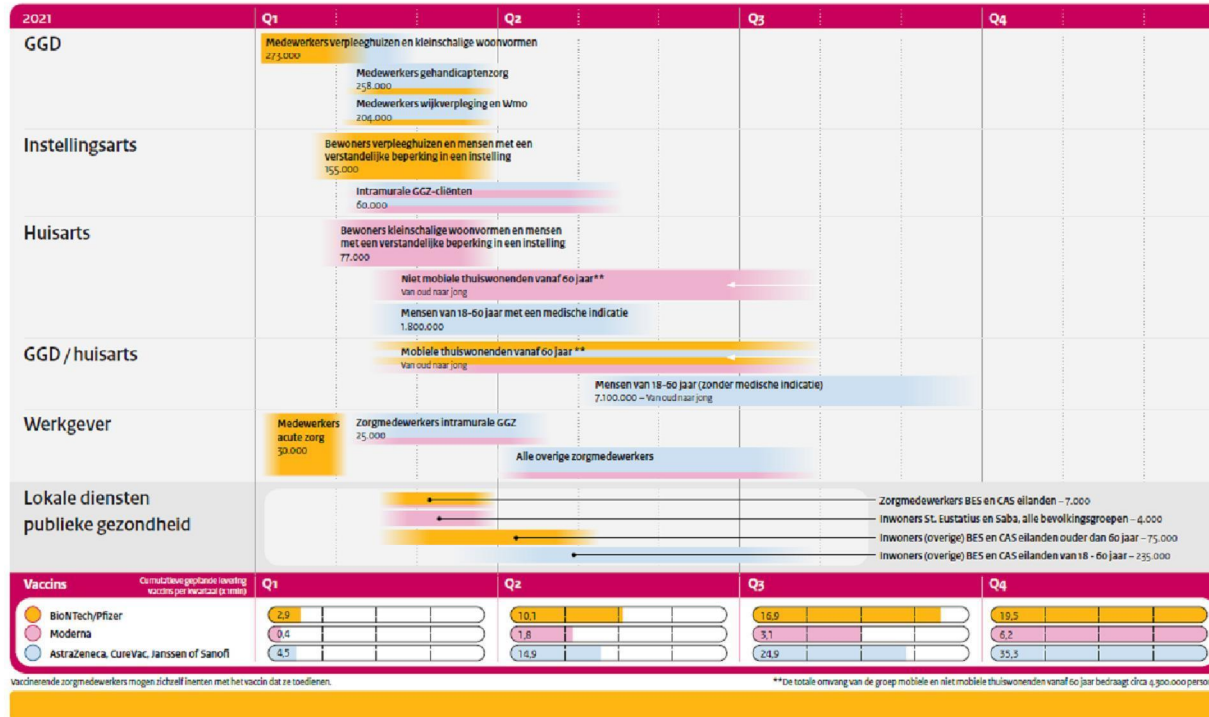 2021 Q1 Q2 Q3 Q4
GGD
Medewerkers verpleeghuizen en kleinschalige woonvormen
273.000
Medewerkers gehandicaptenzorg
258.000
Medewerkers wijkverpleging en Wmo
204.000
Instellingsarts
Bewoners verpleeghuizen en mensen met een
verstandelijke beperking in een instelling
155.000
Intramurale GGZ-cliënten
60.000
Huisarts
Bewoners kleinschalige woonvormen en mensen
met een verstandelijke beperking in een instelling
77.000
Niet mobiele thuiswonenden vanaf 60 jaar**
Van oud naar jong
Mensen van 18-60 jaar met een medische indicatie
1.800.000
GGD / huisarts
Mobiele thuiswonenden vanaf 60 jaar **
Van oud naar jong
Mensen van 18-60 jaar (zonder medische indicatie)
7.100.000 – Van oud naar jong
Werkgever
Medewerkers
acute zorg
30.000
Zorgmedewerkers intramurale GGZ
25.000
Alle overige zorgmedewerkers
Lokale diensten
publieke gezondheid
Zorgmedewerkers BES en CAS eilanden – 7.000
Inwoners St. Eustatius en Saba, alle bevolkingsgroepen – 4.000
Inwoners (overige) BES en CAS eilanden ouder dan 60 jaar – 75.000
Inwoners (overige) BES en CAS eilanden van 18 - 60 jaar – 235.000
Vaccins Cumulatieve geplande levering
vaccins per kwartaal (x 1 mln) Q1 Q2 Q3 Q4
BioNTech/Pfizer 2,9 10,1 16,9 19,5
Moderna 0,4 1,8 3,1 6,2
AstraZeneca, CureVac, Janssen of Sanofi 4,5 14,9 24,9 35,3
Vaccinerende zorgmedewerkers mogen zichzelf inenten met het vaccin dat ze toedienen.
**De totale omvang van de groep mobiele en niet mobiele thuiswonenden vanaf 60 jaar bedraagt circa 4.300.000